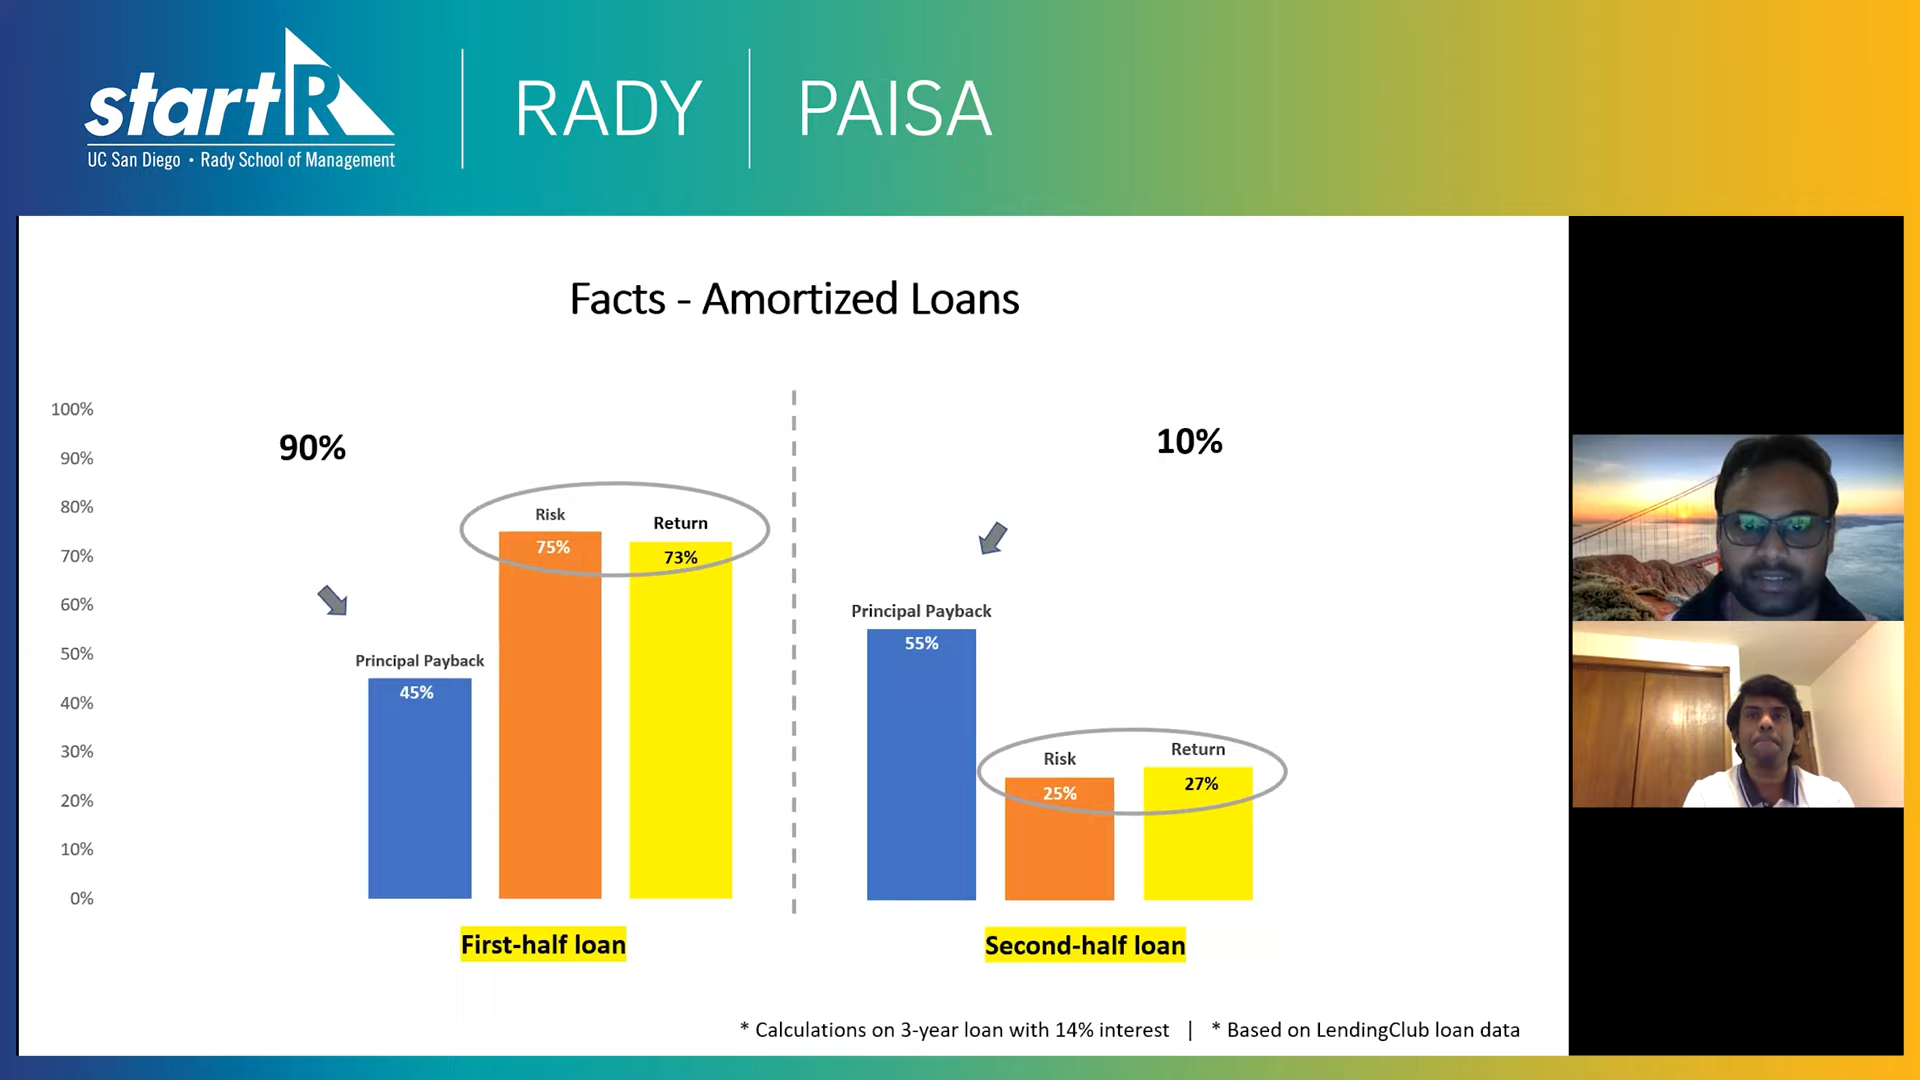 startR
UC San Diego • Rady School of Management
RADY
PAISA
Facts - Amortized Loans
100%
90%
80%
70%
60%
50%
40%
30%
20%
10%
0%
90%
Principal Payback
45%
Risk
75%
Return
73%
First-half loan
10%
Principal Payback
55%
Risk
25%
Return
27%
Second-half loan
* Calculations on 3-year loan with 14% interest | * Based on LendingClub loan data